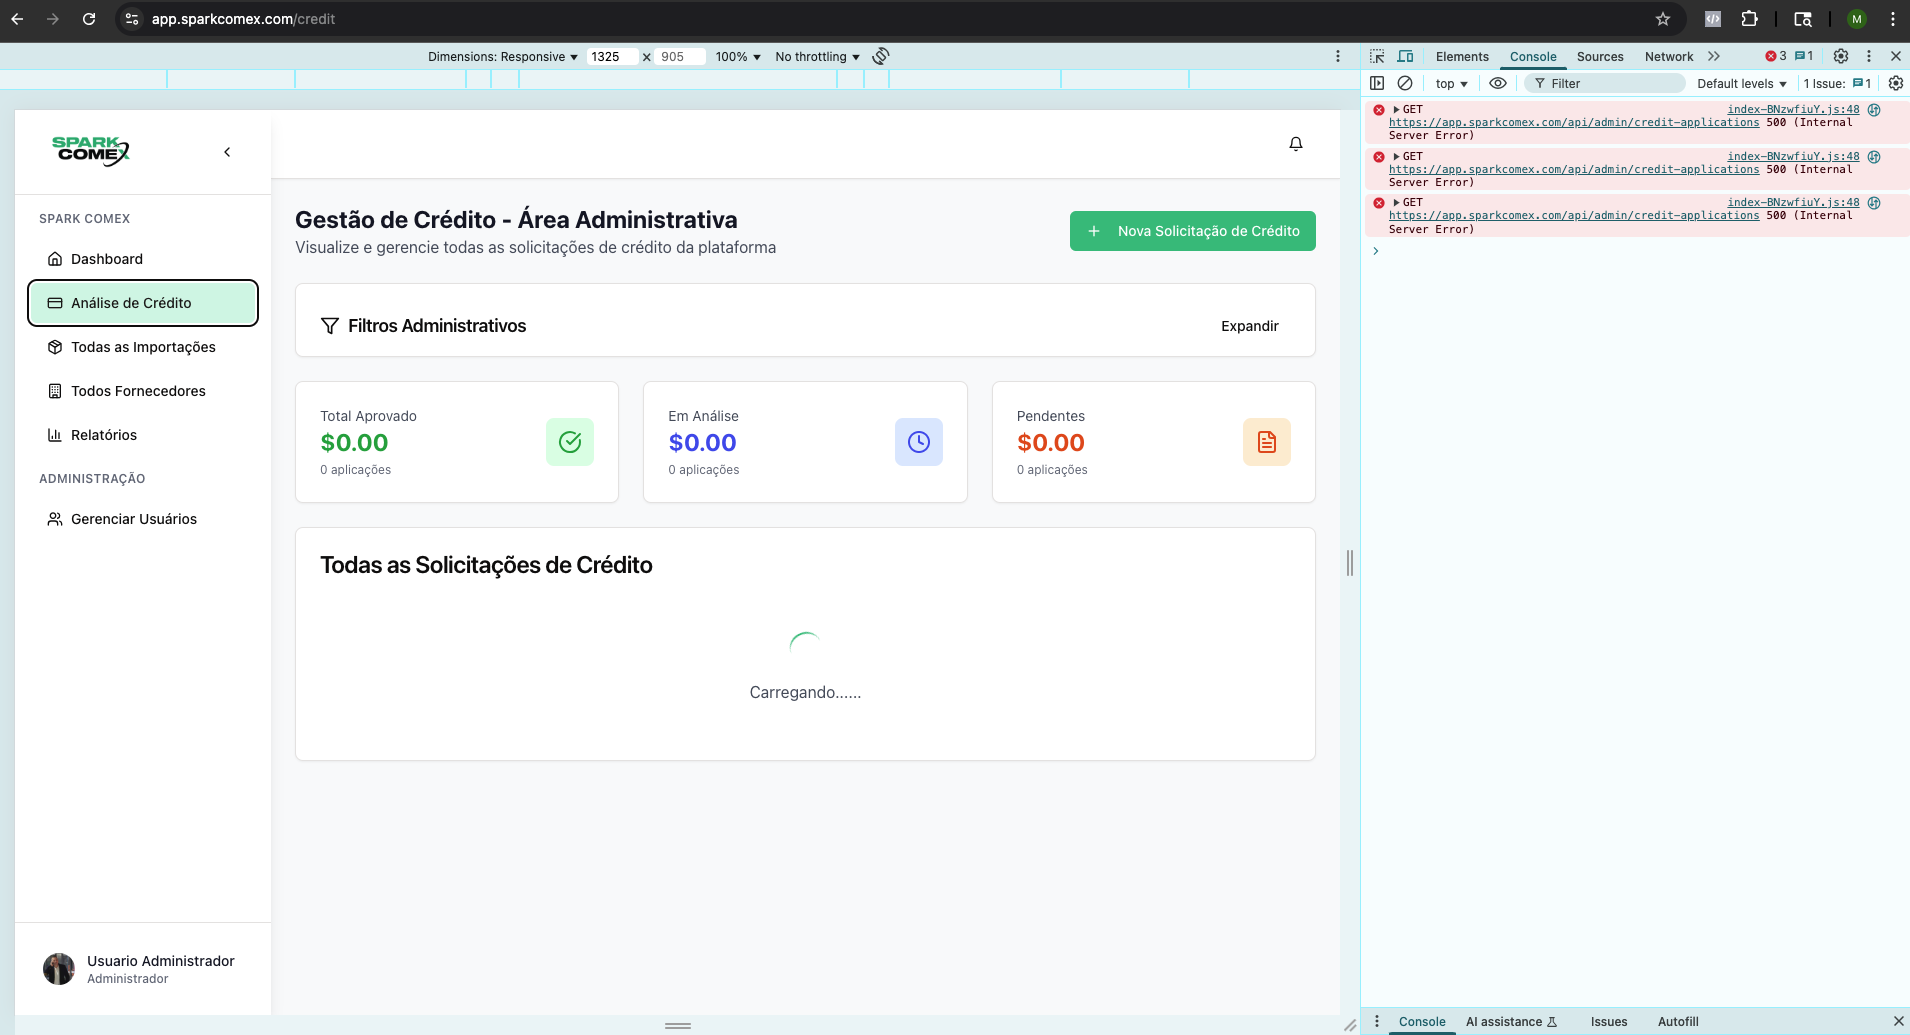 app.sparkcomex.com/credit
M
Dimensions: Responsive
1325 x 905
100%
No throttling
SPARK
COMEX
SPARK COMEX
Dashboard
Análise de Crédito
Todas as Importações
Todos Fornecedores
Relatórios
ADMINISTRAÇÃO
Gerenciar Usuários
Usuario Administrador
Administrador
Gestão de Crédito - Área Administrativa
Visualize e gerencie todas as solicitações de crédito da plataforma
+ Nova Solicitação de Crédito
Filtros Administrativos
Expandir
Total Aprovado
$0.00
0 aplicações
Em Análise
$0.00
0 aplicações
Pendentes
$0.00
0 aplicações
Todas as Solicitações de Crédito
Carregando......
Elements Console Sources Network 3 1
top Filter Default levels 1 Issue: 1
GET index-BNzwfiuY.js:48
https://app.sparkcomex.com/api/admin/credit-applications 500 (Internal
Server Error)
GET index-BNzwfiuY.js:48
https://app.sparkcomex.com/api/admin/credit-applications 500 (Internal
Server Error)
GET index-BNzwfiuY.js:48
https://app.sparkcomex.com/api/admin/credit-applications 500 (Internal
Server Error)
Console AI assistance Issues Autofill